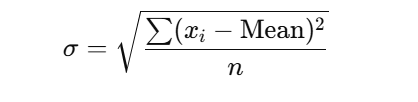 σ = √(∑(xᵢ − Mean)² / n)